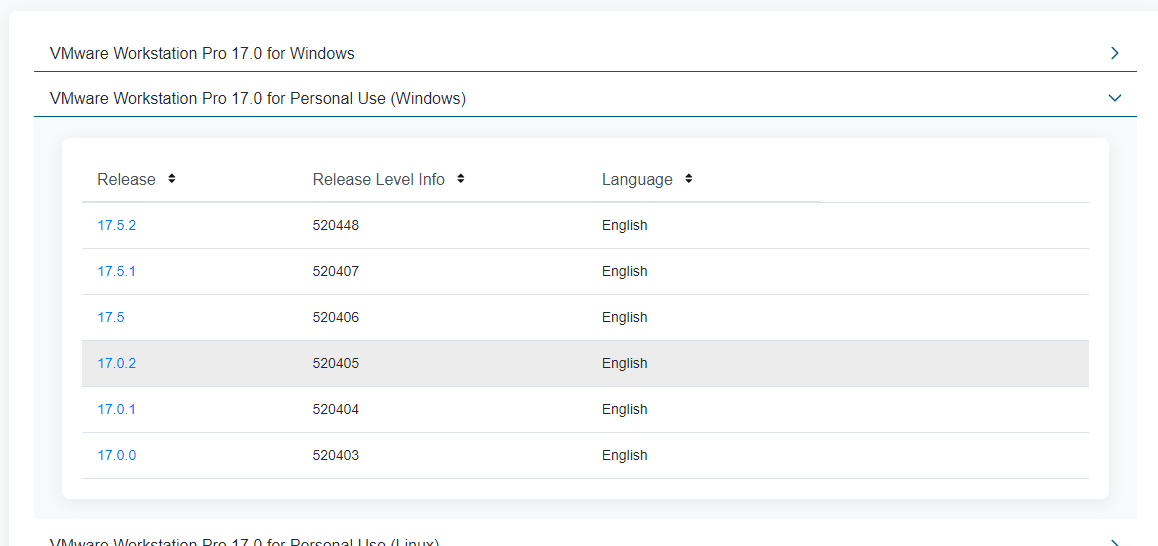 VMware Workstation Pro 17.0 for Windows
VMware Workstation Pro 17.0 for Personal Use (Windows)
Release Release Level Info Language
17.5.2 520448 English
17.5.1 520407 English
17.5 520406 English
17.0.2 520405 English
17.0.1 520404 English
17.0.0 520403 English
VMware Workstation Pro 17.0 for Personal Use (Linux)